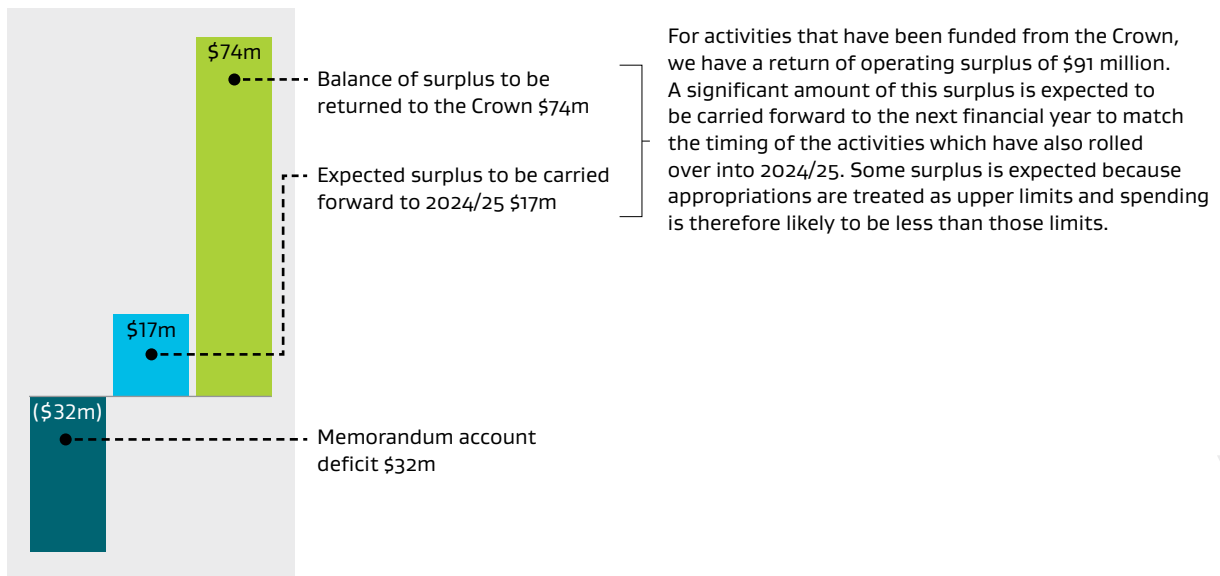 $74m
Balance of surplus to be
returned to the Crown $74m
Expected surplus to be carried
forward to 2024/25 $17m
For activities that have been funded from the Crown,
we have a return of operating surplus of $91 million.
A significant amount of this surplus is expected to
be carried forward to the next financial year to match
the timing of the activities which have also rolled
over into 2024/25. Some surplus is expected because
appropriations are treated as upper limits and spending
is therefore likely to be less than those limits.
$17m
($32m)
Memorandum account
deficit $32m